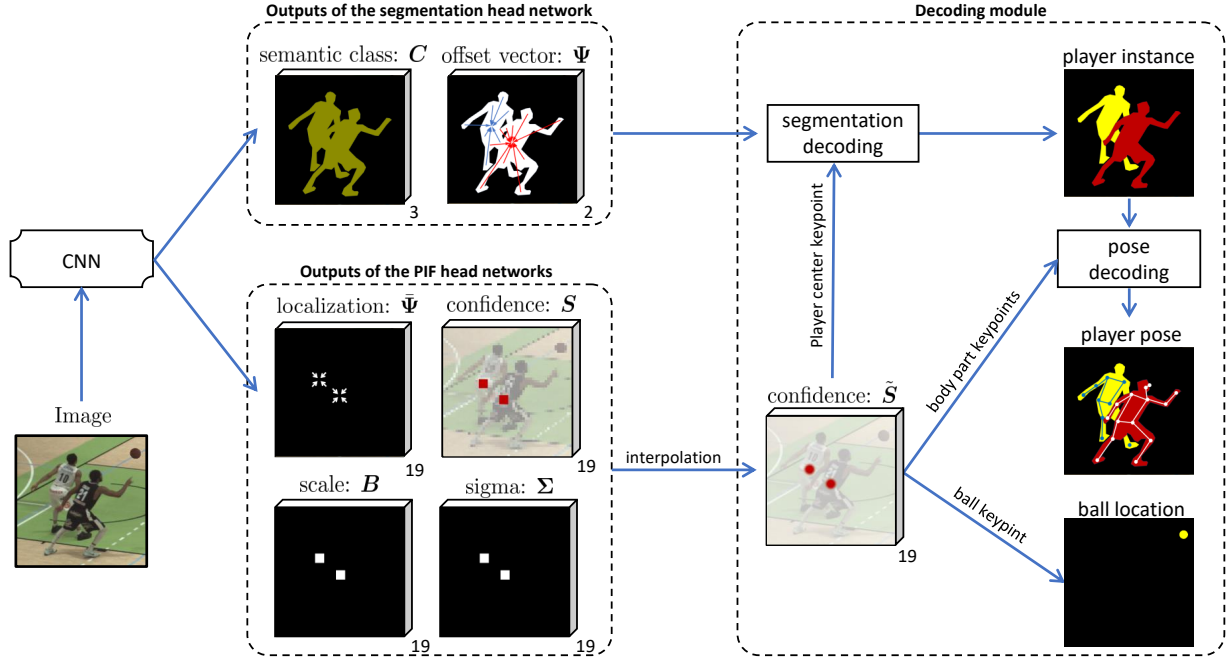 Outputs of the segmentation head network
semantic class: C
offset vector: Ψ
3
2
CNN
Image
Outputs of the PIF head networks
localization: Ψ̄
confidence: S
19
19
scale: B
sigma: Σ
19
19
interpolation
Decoding module
segmentation
decoding
Player center keypoint
confidence: S̃
19
body part keypoints
ball keypint
player instance
pose
decoding
player pose
ball location